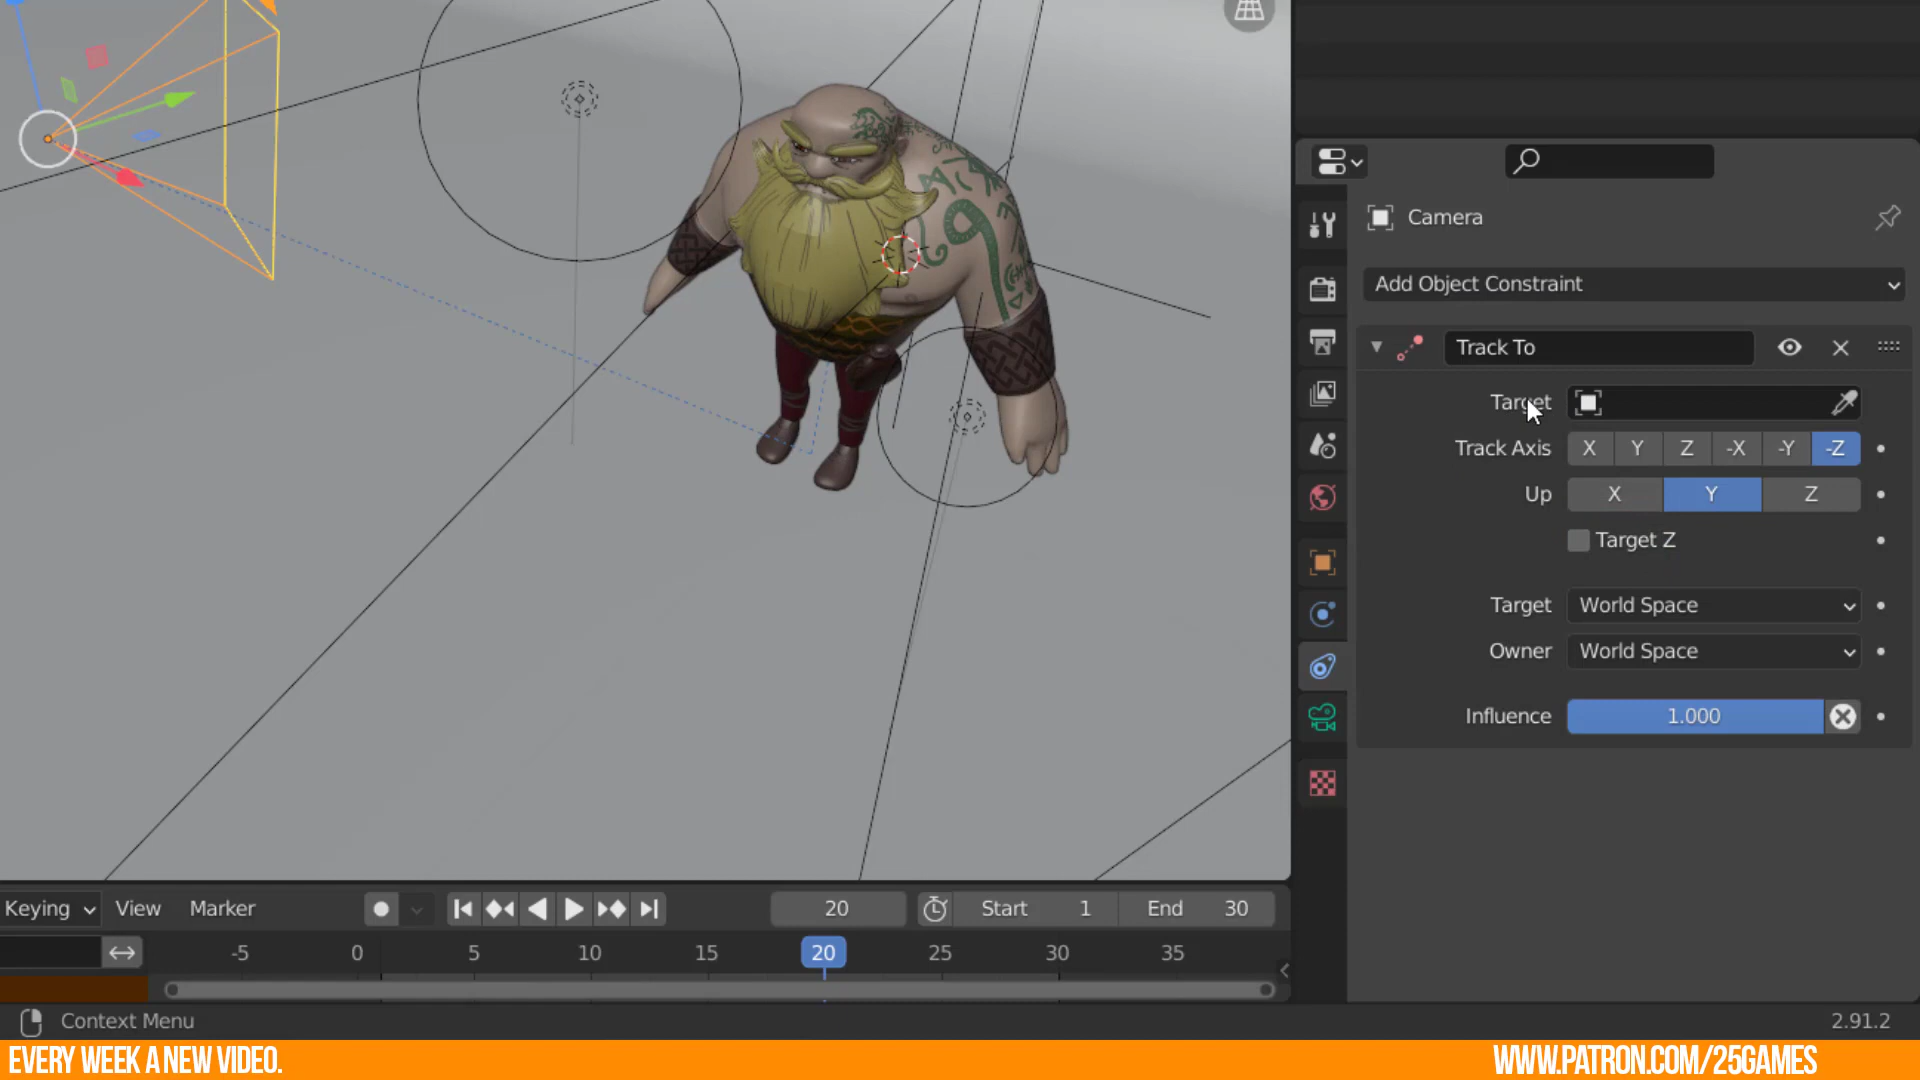 Camera
Add Object Constraint
Track To
Target
Track Axis X Y Z -X -Y -Z
Up X Y Z
Target Z
Target World Space
Owner World Space
Influence 1.000
Keying View Marker 20 Start 1 End 30
-5 0 5 10 15 20 25 30 35
Context Menu 2.91.2
EVERY WEEK A NEW VIDEO. WWW.PATRON.COM/25GAMES